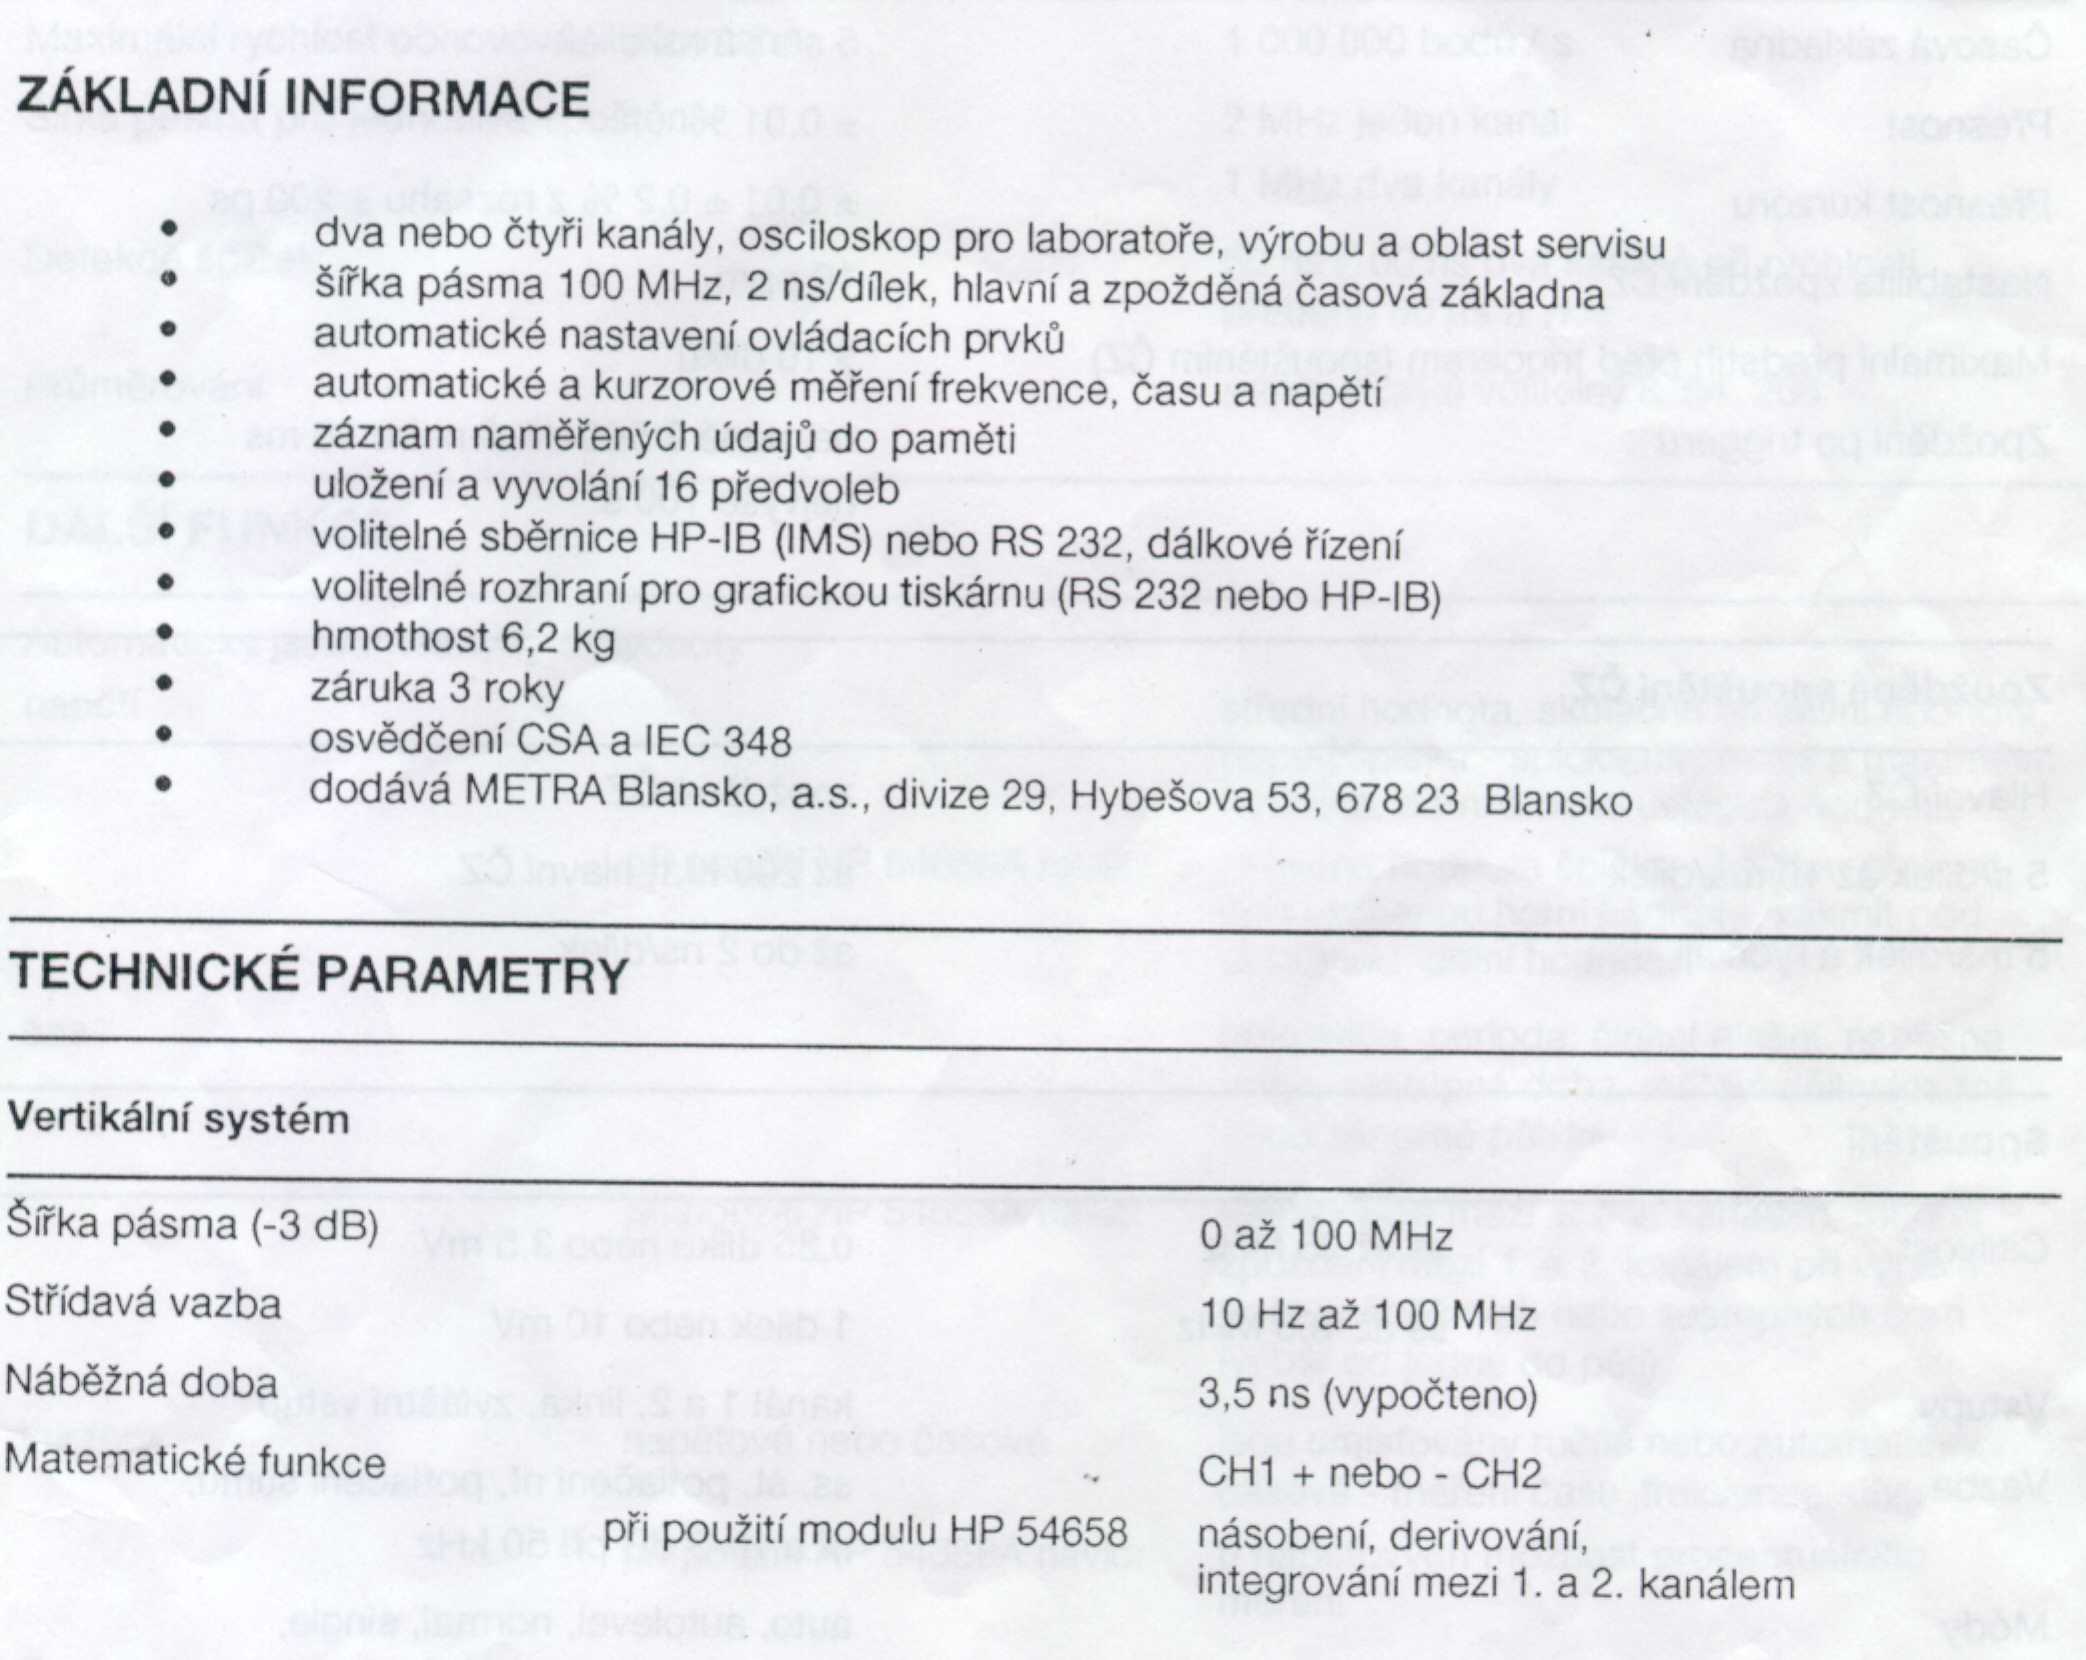 ZÁKLADNÍ INFORMACE
• dva nebo čtyři kanály, osciloskop pro laboratoře, výrobu a oblast servisu
• šířka pásma 100 MHz, 2 ns/dílek, hlavní a zpožděná časová základna
• automatické nastavení ovládacích prvků
• automatické a kurzorové měření frekvence, času a napětí
• záznam naměřených údajů do paměti
• uložení a vyvolání 16 předvoleb
• volitelné sběrnice HP-IB (IMS) nebo RS 232, dálkové řízení
• volitelné rozhraní pro grafickou tiskárnu (RS 232 nebo HP-IB)
• hmothost 6,2 kg
• záruka 3 roky
• osvědčení CSA a IEC 348
• dodává METRA Blansko, a.s., divize 29, Hybešova 53, 678 23 Blansko
TECHNICKÉ PARAMETRY
Vertikální systém
Šířka pásma (-3 dB) 0 až 100 MHz
Střídavá vazba 10 Hz až 100 MHz
Náběžná doba 3,5 ns (vypočteno)
Matematické funkce CH1 + nebo - CH2
při použití modulu HP 54658 násobení, derivování,
integrování mezi 1. a 2. kanálem